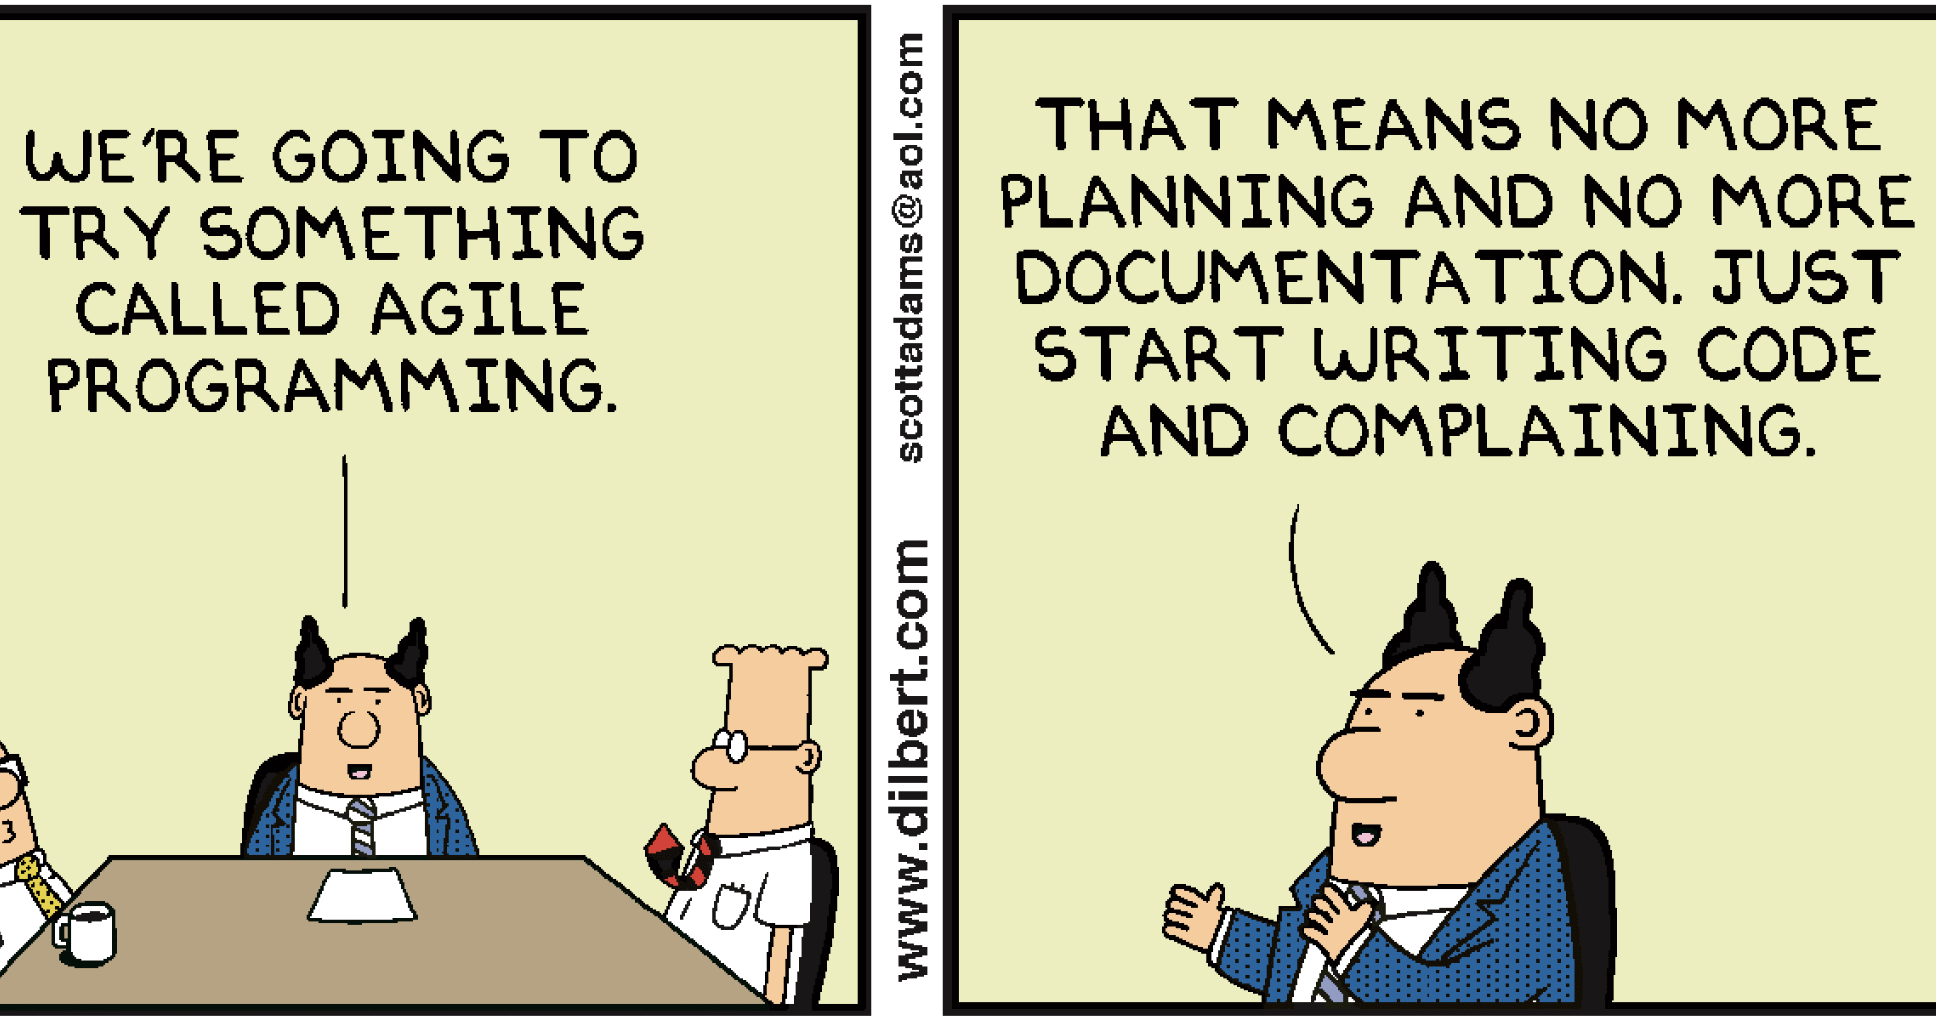 WE'RE GOING TO
TRY SOMETHING
CALLED AGILE
PROGRAMMING.
www.dilbert.com scottadams@aol.com
THAT MEANS NO MORE
PLANNING AND NO MORE
DOCUMENTATION. JUST
START WRITING CODE
AND COMPLAINING.